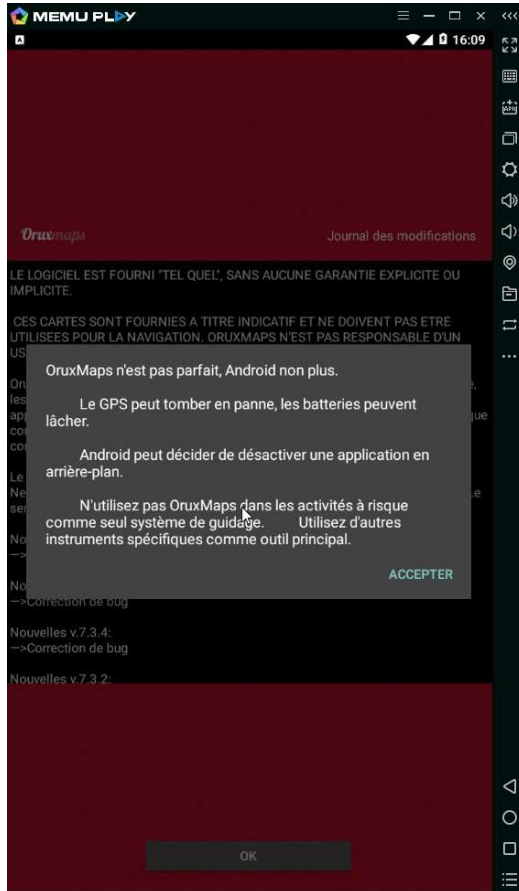 MEMU PLAY
16:09
Oruxmaps
Journal des modifications
LE LOGICIEL EST FOURNI "TEL QUEL", SANS AUCUNE GARANTIE EXPLICITE OU
IMPLICITE.
CES CARTES SONT FOURNIES A TITRE INDICATIF ET NE DOIVENT PAS ETRE
UTILISEES POUR LA NAVIGATION. ORUXMAPS N'EST PAS RESPONSABLE D'UN
OruxMaps n'est pas parfait, Android non plus.
Le GPS peut tomber en panne, les batteries peuvent
lâcher.
Android peut décider de désactiver une application en
arrière-plan.
N'utilisez pas OruxMaps dans les activités à risque
comme seul système de guidage. Utilisez d'autres
instruments spécifiques comme outil principal.
ACCEPTER
—>Correction de bug
Nouvelles v.7.3.4:
—>Correction de bug
Nouvelles v.7.3.2:
OK